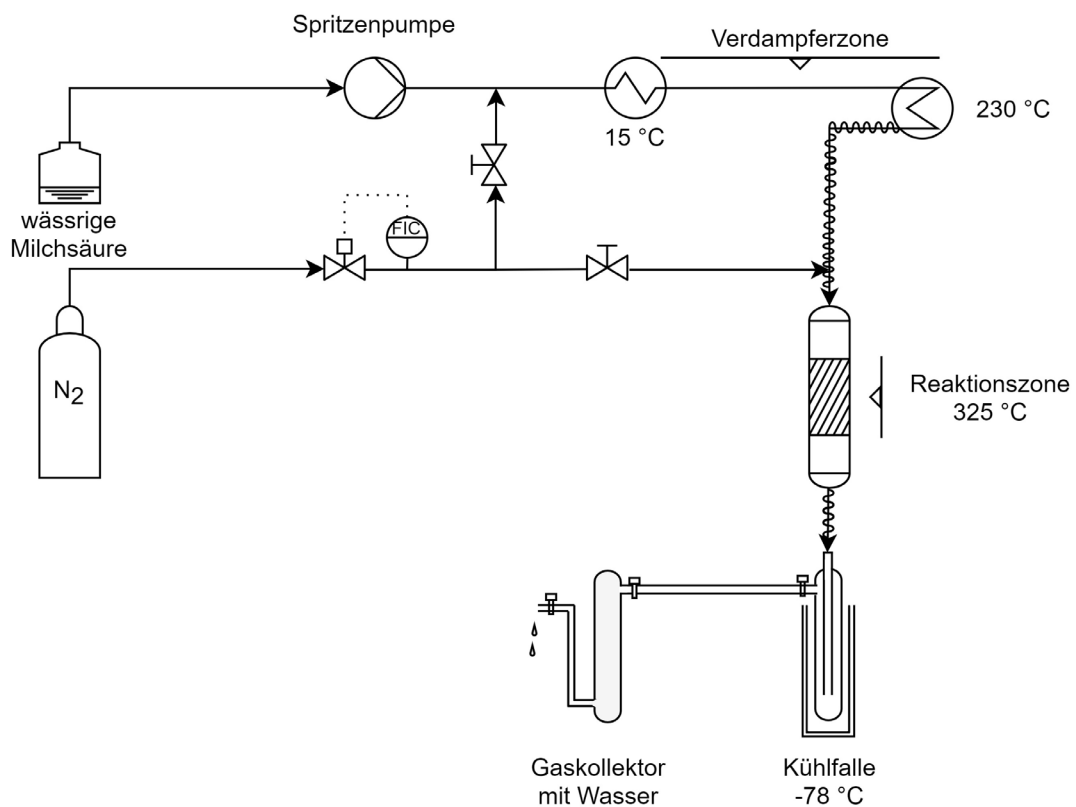 Spritzenpumpe
Verdampferzone
15 °C
230 °C
wässrige
Milchsäure
FIC
N2
Reaktionszone
325 °C
Gaskollektor
mit Wasser
Kühlfalle
-78 °C